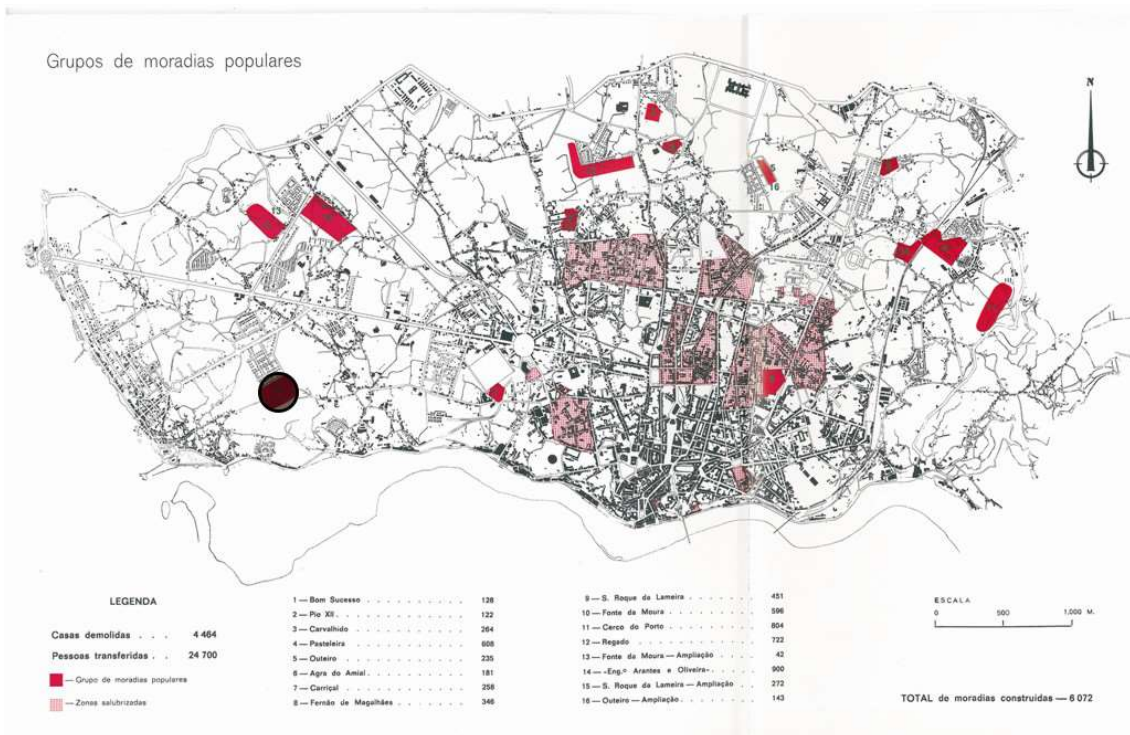 Grupos de moradias populares
N
13
16
LEGENDA
Casas demolidas . . . 4 464
Pessoas transferidas . . 24 700
— Grupo de moradias populares
— Zonas salubrizadas
1 — Bom Sucesso . . . . . . . . . . 128
2 — Pio XII . . . . . . . . . . . 122
3 — Carvalhido . . . . . . . . . . 264
4 — Pasteleira . . . . . . . . . . 608
5 — Outeiro . . . . . . . . . . . 235
6 — Agra do Amial . . . . . . . . . 181
7 — Carriçal . . . . . . . . . . . 258
8 — Fernão de Magalhães . . . . . . . 346
9 — S. Roque da Lameira . . . . . . . 451
10 — Fonte da Moura . . . . . . . . . 596
11 — Cerco do Porto . . . . . . . . . 804
12 — Regado . . . . . . . . . . . 722
13 — Fonte da Moura — Ampliação . . . . . 42
14 — «Eng.º Arantes e Oliveira» . . . . . . 900
15 — S. Roque da Lameira — Ampliação . . . 272
16 — Outeiro — Ampliação . . . . . . . . 143
ESCALA
0 500 1,000 M.
TOTAL de moradias construidas — 6 072